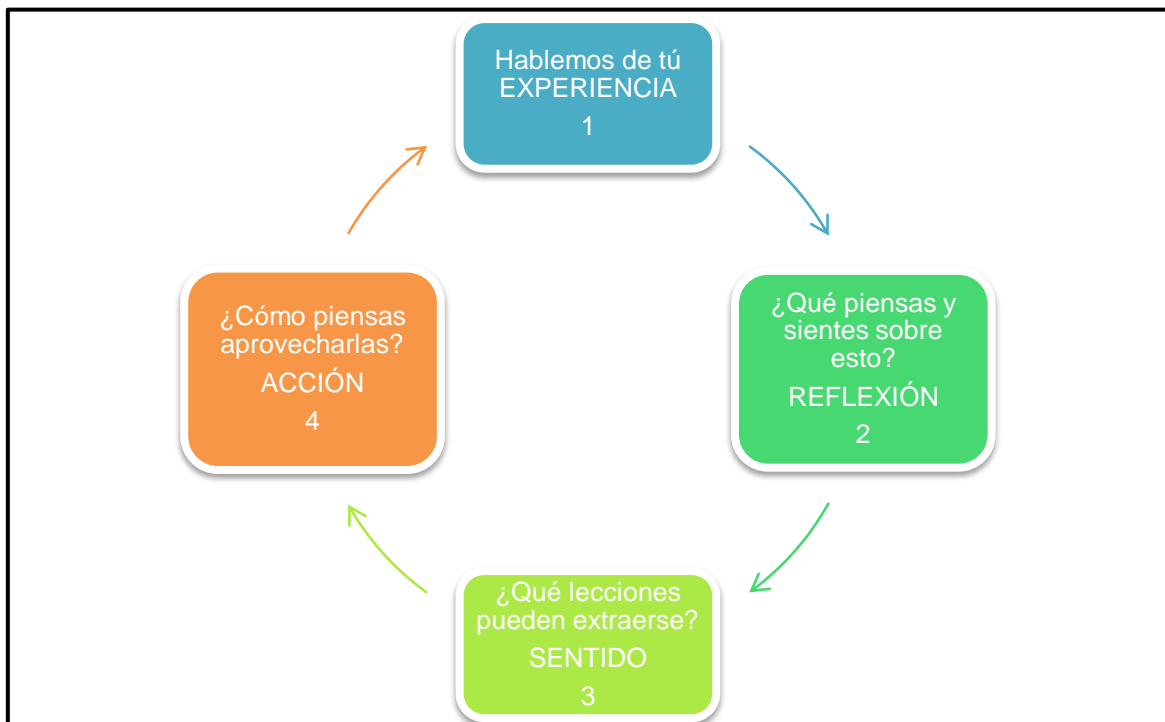 Hablemos de tú
EXPERIENCIA
1
¿Qué piensas y
sientes sobre
esto?
REFLEXIÓN
2
¿Qué lecciones
pueden extraerse?
SENTIDO
3
¿Cómo piensas
aprovecharlas?
ACCIÓN
4